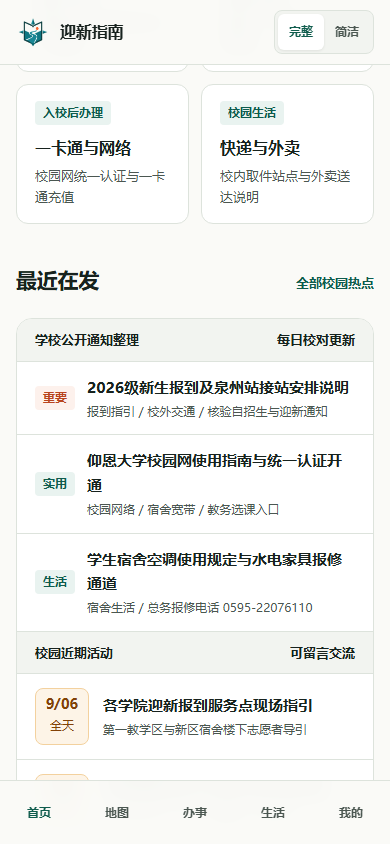 迎新指南
完整
简洁
入校后办理
一卡通与网络
校园网统一认证与一卡
通充值
校园生活
快递与外卖
校内取件站点与外卖送
达说明
最近在发
全部校园热点
学校公开通知整理
每日校对更新
重要
2026级新生报到及泉州站接站安排说明
报到指引 / 校外交通 / 核验自招生与迎新通知
实用
仰恩大学校园网使用指南与统一认证开
通
校园网络 / 宿舍宽带 / 教务选课入口
生活
学生宿舍空调使用规定与水电家具报修
通道
宿舍生活 / 总务报修电话 0595-22076110
校园近期活动
可留言交流
9/06
全天
各学院迎新报到服务点现场指引
第一教学区与新区宿舍楼下志愿者导引
首页
地图
办事
生活
我的